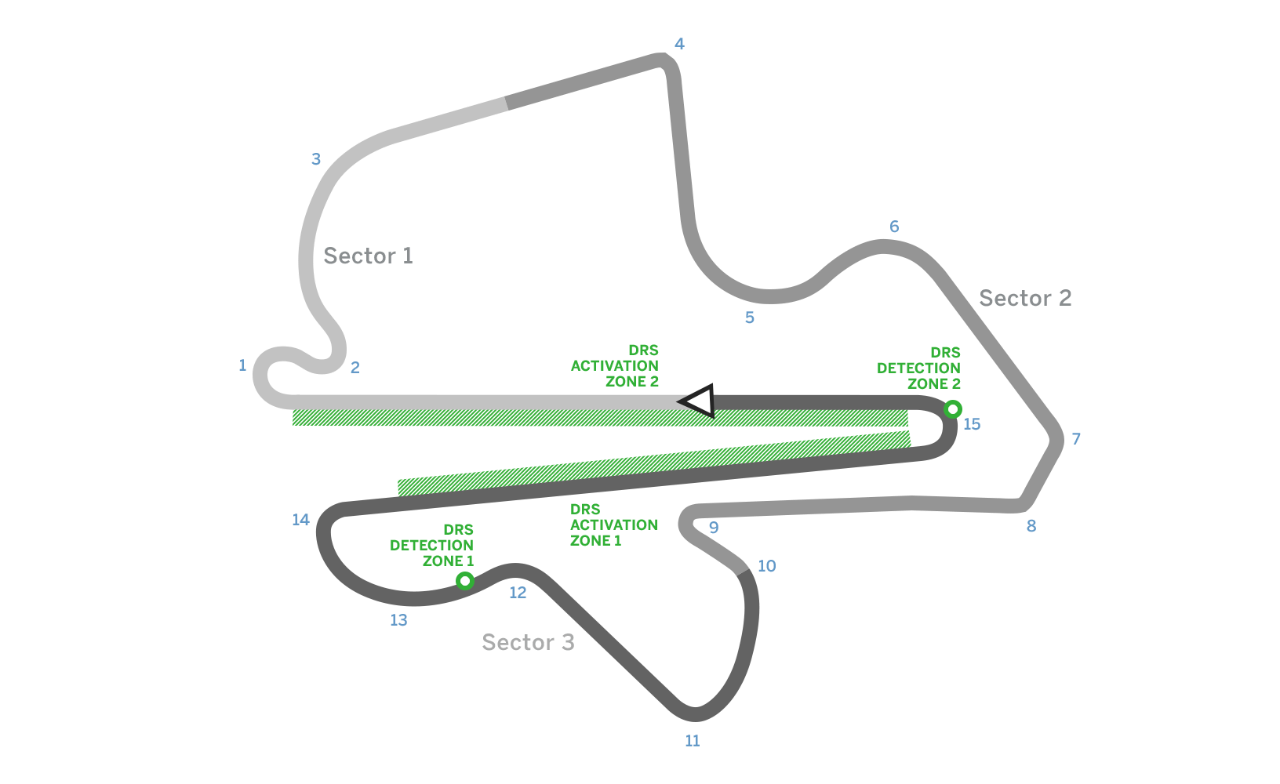 4
3
6
Sector 1
Sector 2
5
DRS
ACTIVATION
ZONE 2
DRS
DETECTION
ZONE 2
1
2
15
7
14
DRS
DETECTION
ZONE 1
DRS
ACTIVATION
ZONE 1
9
8
10
12
13
Sector 3
11